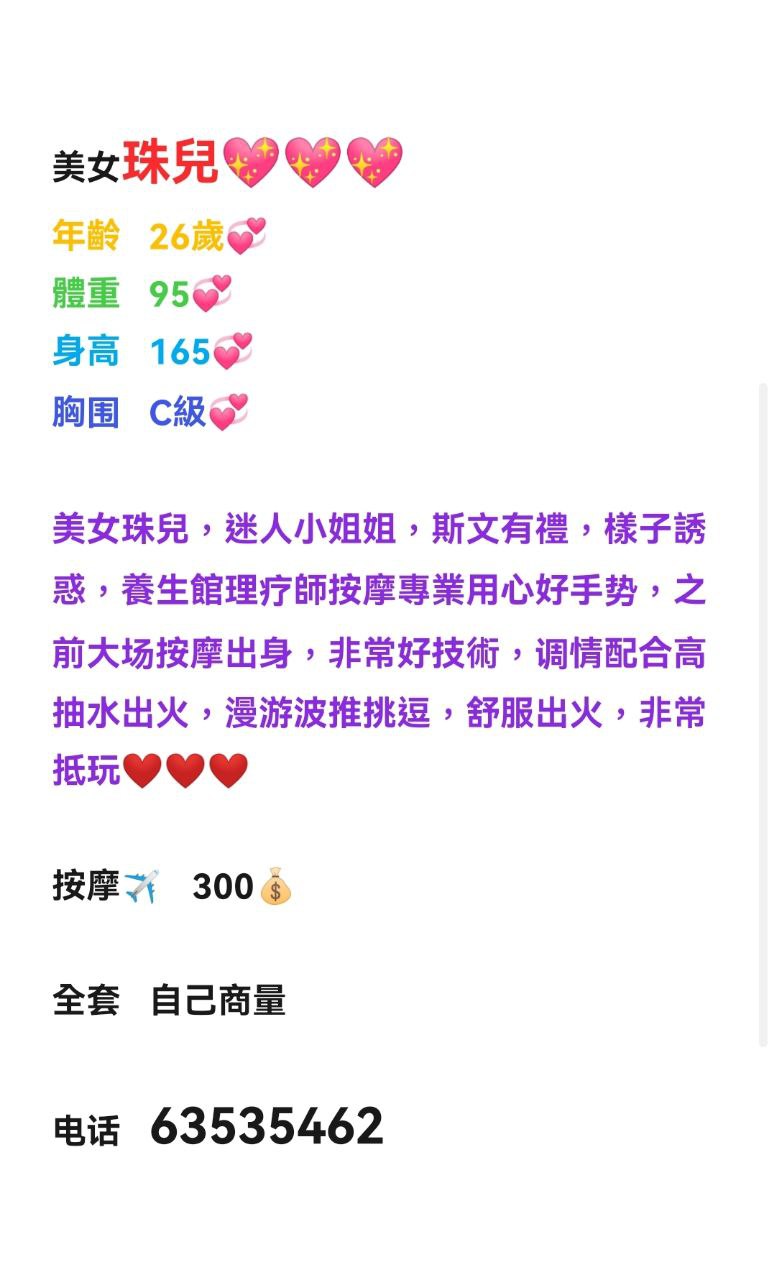 美女珠兒💖💖💖
年齡 26歲💞
體重 95💞
身高 165💞
胸围 C級💞
美女珠兒，迷人小姐姐，斯文有禮，樣子誘
惑，養生館理疗師按摩專業用心好手势，之
前大场按摩出身，非常好技術，调情配合高
抽水出火，漫游波推挑逗，舒服出火，非常
抵玩❤️❤️❤️
按摩✈️ 300💰
全套 自己商量
电话 63535462